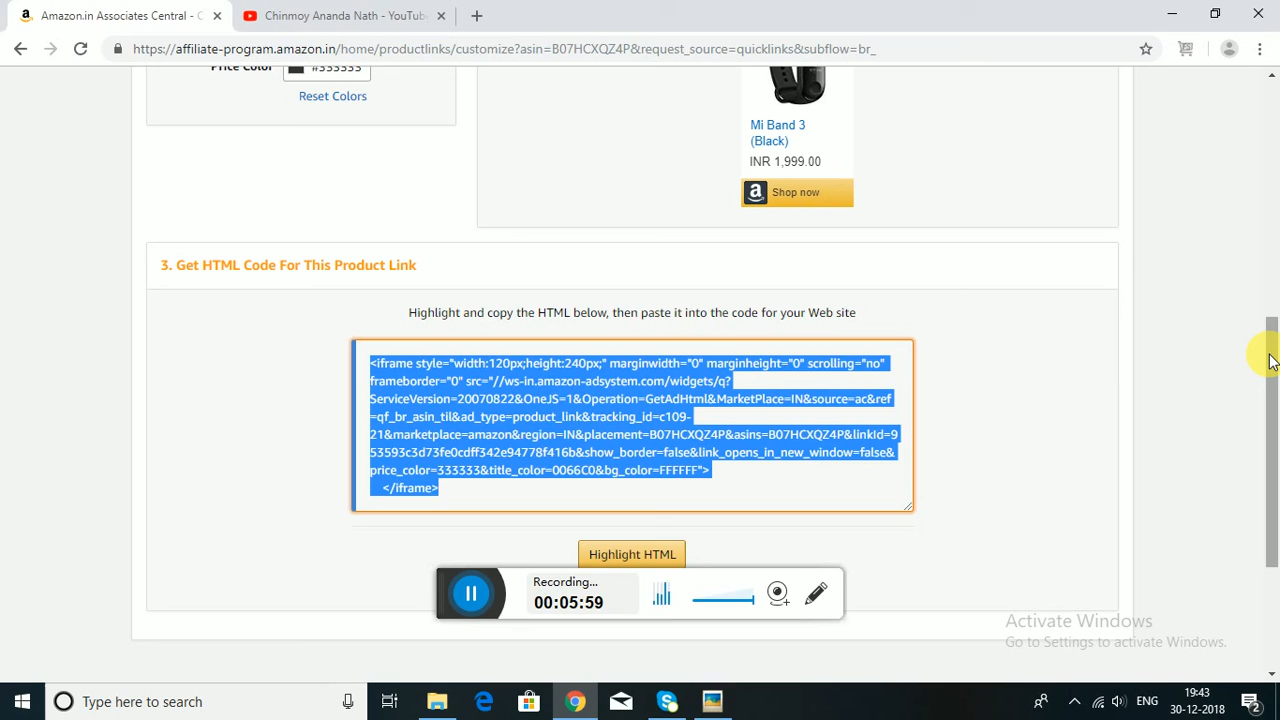 Amazon.in Associates Central - C
Chinmoy Ananda Nath - YouTube
https://affiliate-program.amazon.in/home/productlinks/customize?asin=B07HCXQZ4P&request_source=quicklinks&subflow=br_
Price Color #333333
Reset Colors
Mi Band 3
(Black)
INR 1,999.00
a Shop now
3. Get HTML Code For This Product Link
Highlight and copy the HTML below, then paste it into the code for your Web site
<iframe style="width:120px;height:240px;" marginwidth="0" marginheight="0" scrolling="no"
frameborder="0" src="//ws-in.amazon-adsystem.com/widgets/q?
ServiceVersion=20070822&OneJS=1&Operation=GetAdHtml&MarketPlace=IN&source=ac&ref
=qf_br_asin_til&ad_type=product_link&tracking_id=c109-
21&marketplace=amazon&region=IN&placement=B07HCXQZ4P&asins=B07HCXQZ4P&linkId=9
53593c3d73fe0cdff342e94778f416b&show_border=false&link_opens_in_new_window=false&
price_color=333333&title_color=0066C0&bg_color=FFFFFF">
</iframe>
Highlight HTML
Recording...
00:05:59
Activate Windows
Go to Settings to activate Windows.
Type here to search
ENG
19:43
30-12-2018
2